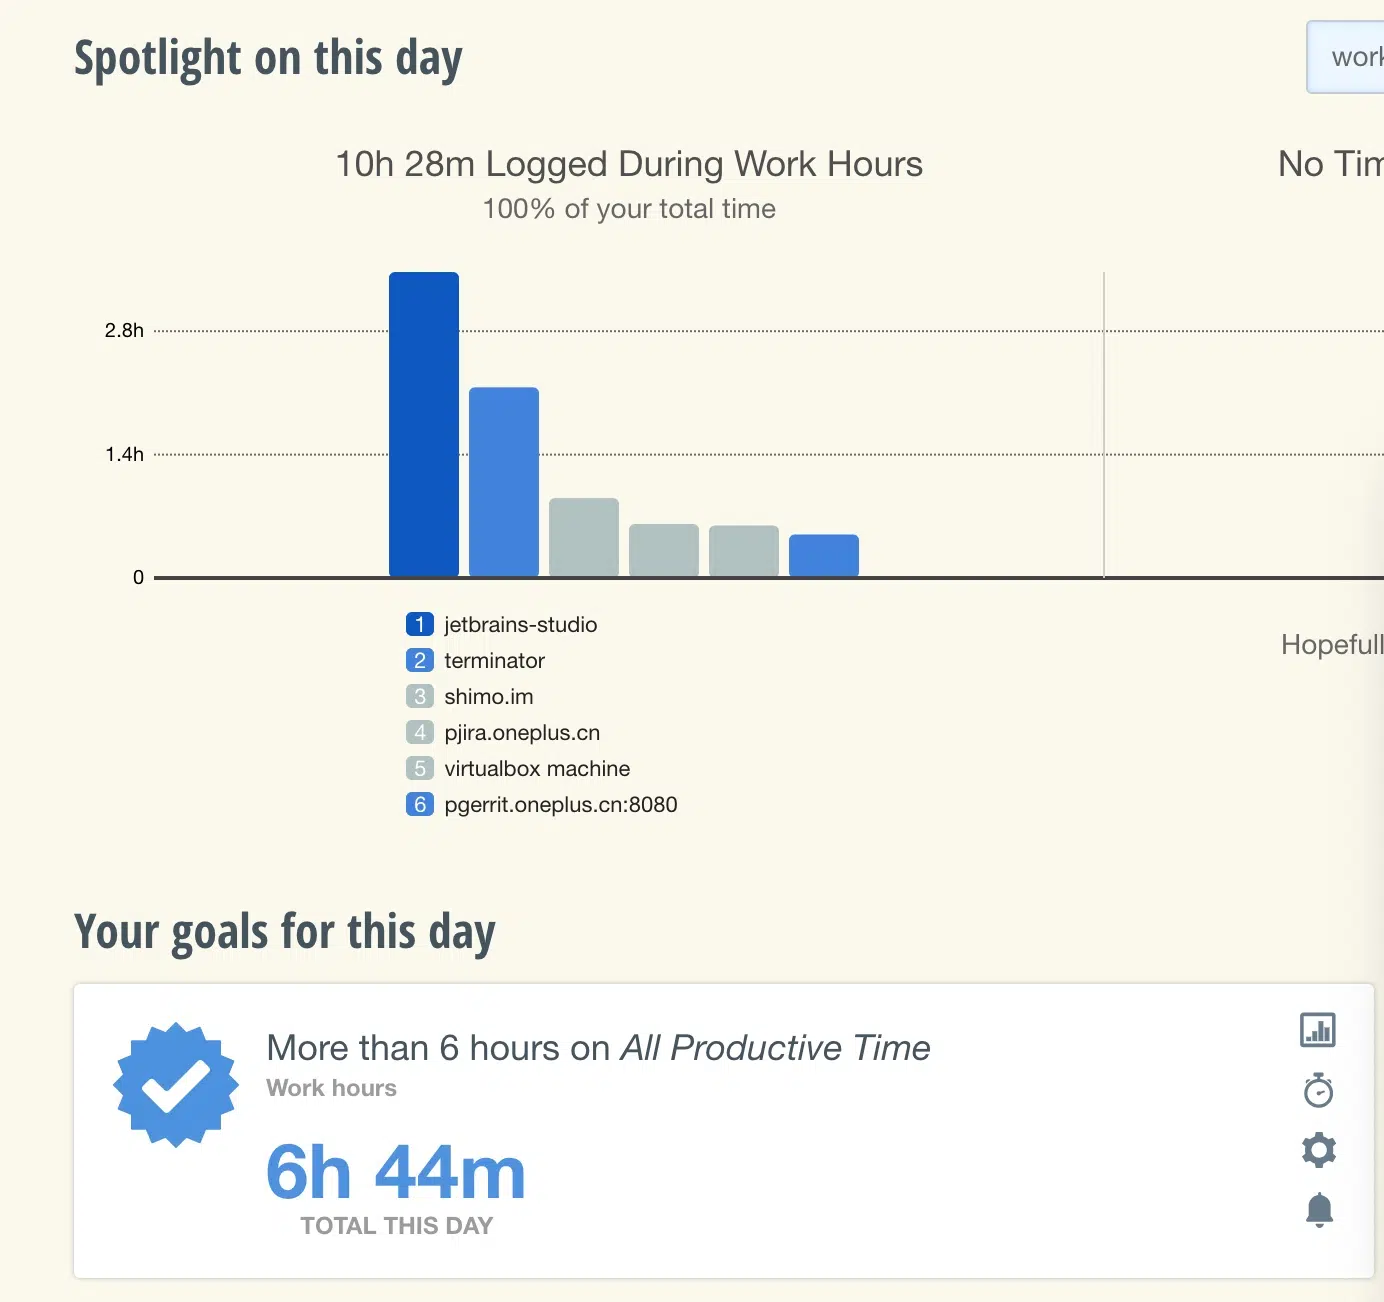 Spotlight on this day
work
10h 28m Logged During Work Hours
100% of your total time
No Tim
2.8h
1.4h
0
1 jetbrains-studio
2 terminator
3 shimo.im
4 pjira.oneplus.cn
5 virtualbox machine
6 pgerrit.oneplus.cn:8080
Hopefull
Your goals for this day
More than 6 hours on All Productive Time
Work hours
6h 44m
TOTAL THIS DAY